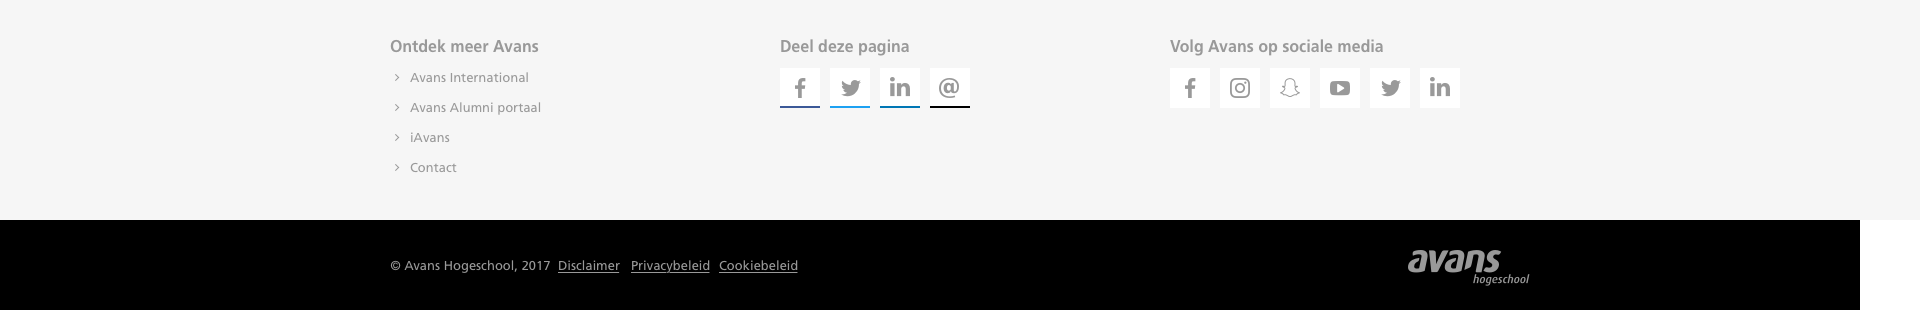 Ontdek meer Avans
Avans International
Avans Alumni portaal
iAvans
Contact
Deel deze pagina
Volg Avans op sociale media
© Avans Hogeschool, 2017 Disclaimer Privacybeleid Cookiebeleid
avans
hogeschool